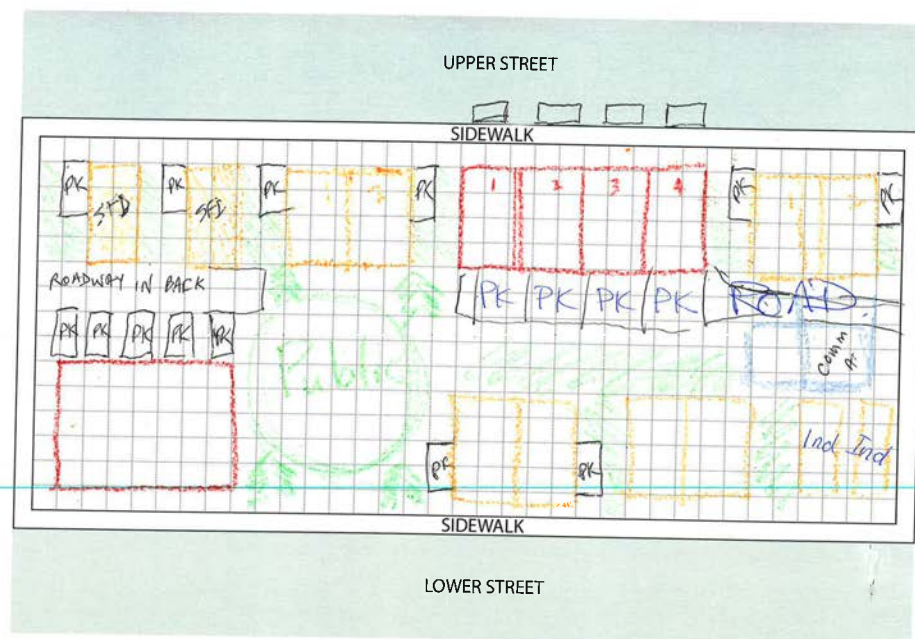 UPPER STREET
SIDEWALK
PK
SFD
PK
SFD
PK
PK
1
2
3
4
PK
PK
ROADWAY IN BACK
PK PK PK PK
ROAD
PK PK PK PK PK
Public
Comm
PK
PK
Ind Ind
SIDEWALK
LOWER STREET